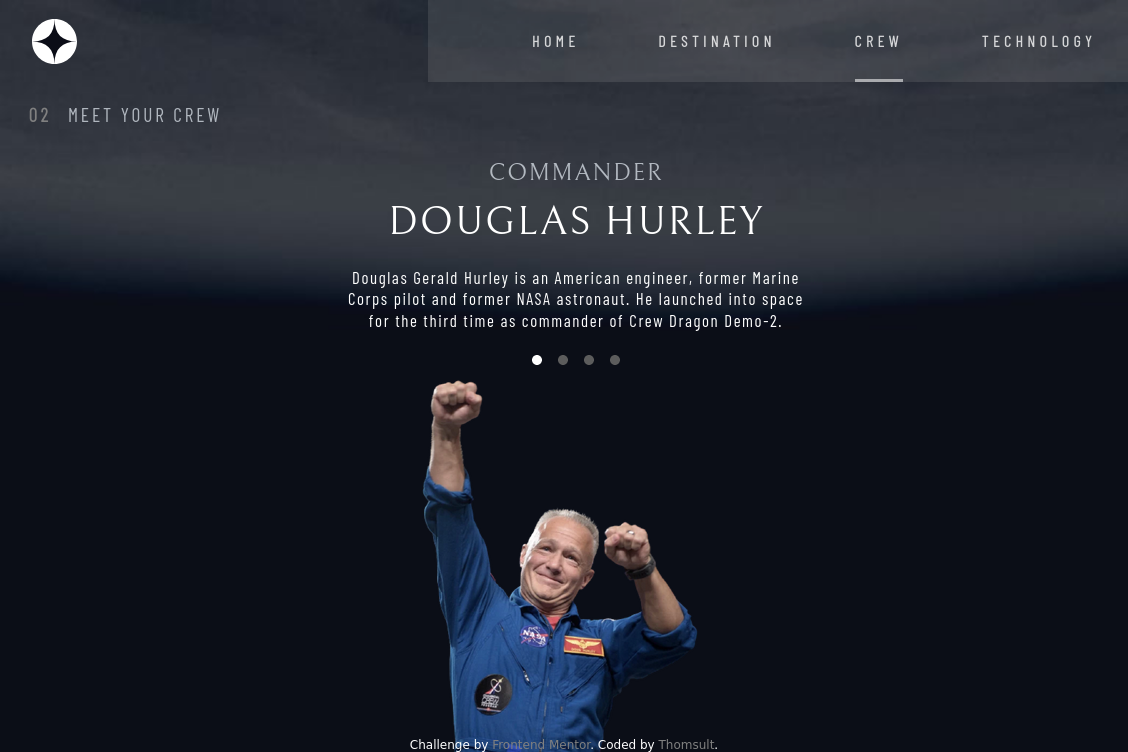 HOME DESTINATION CREW TECHNOLOGY
02 MEET YOUR CREW
COMMANDER
DOUGLAS HURLEY
Douglas Gerald Hurley is an American engineer, former Marine
Corps pilot and former NASA astronaut. He launched into space
for the third time as commander of Crew Dragon Demo-2.
NASA
Challenge by Frontend Mentor. Coded by Thomsult.